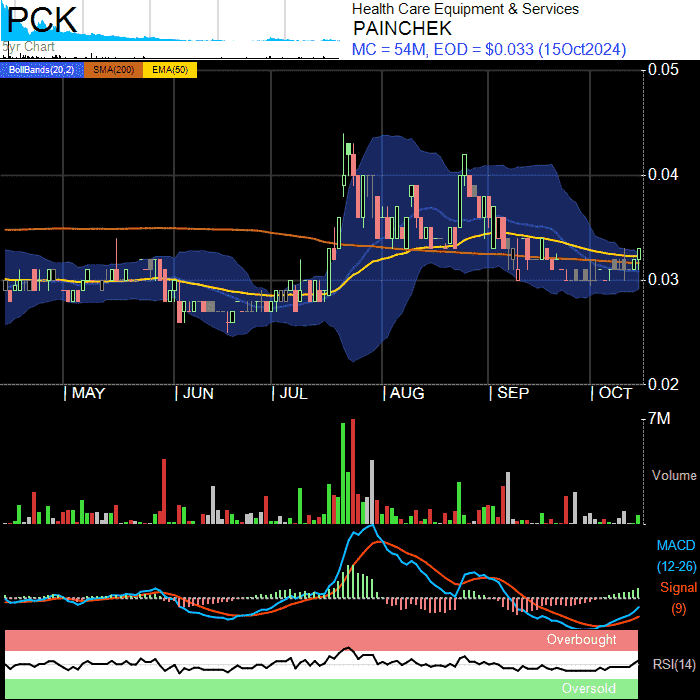 PCK
5yr Chart
Health Care Equipment & Services
PAINCHEK
MC = 54M, EOD = $0.033 (15Oct2024)
BollBands(20,2) SMA(200) EMA(50)
0.05
0.04
0.03
0.02
MAY JUN JUL AUG SEP OCT
7M
Volume
MACD
(12-26)
Signal
(9)
Overbought
RSI(14)
Oversold